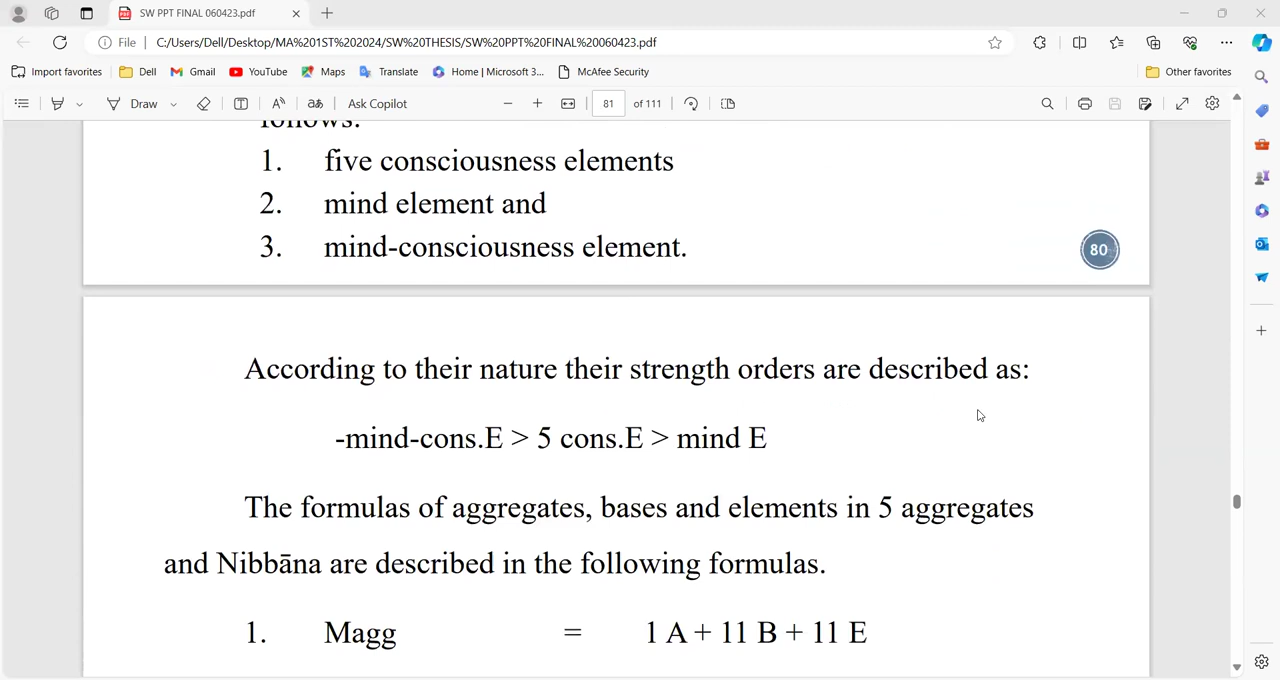 SW PPT FINAL 060423.pdf
File C:/Users/Dell/Desktop/MA%201ST%202024/SW%20THESIS/SW%20PPT%20FINAL%20060423.pdf
Import favorites Dell Gmail YouTube Maps Translate Home | Microsoft 3... McAfee Security Other favorites
Draw Ask Copilot 81 of 111
follows:
1. five consciousness elements
2. mind element and
3. mind-consciousness element.
80
According to their nature their strength orders are described as:
-mind-cons.E > 5 cons.E > mind E
The formulas of aggregates, bases and elements in 5 aggregates
and Nibbāna are described in the following formulas.
1. Magg = 1 A + 11 B + 11 E